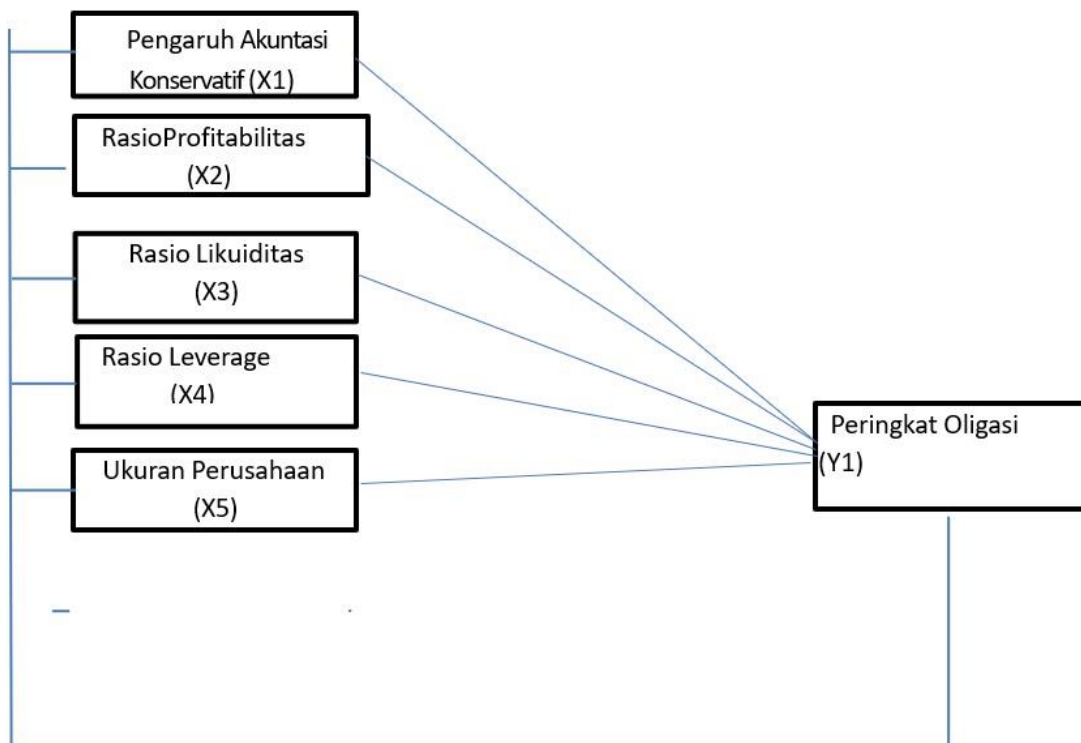 Pengaruh Akuntasi
Konservatif (X1)
RasioProfitabilitas
(X2)
Rasio Likuiditas
(X3)
Rasio Leverage
(X4)
Ukuran Perusahaan
(X5)
Peringkat Oligasi
(Y1)